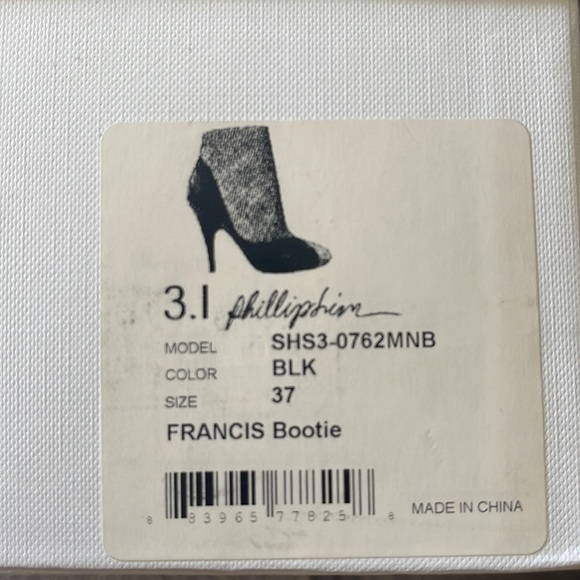 3.1 phillip lim
MODEL SHS3-0762MNB
COLOR BLK
SIZE 37
FRANCIS Bootie
8 83965 77825 8
MADE IN CHINA